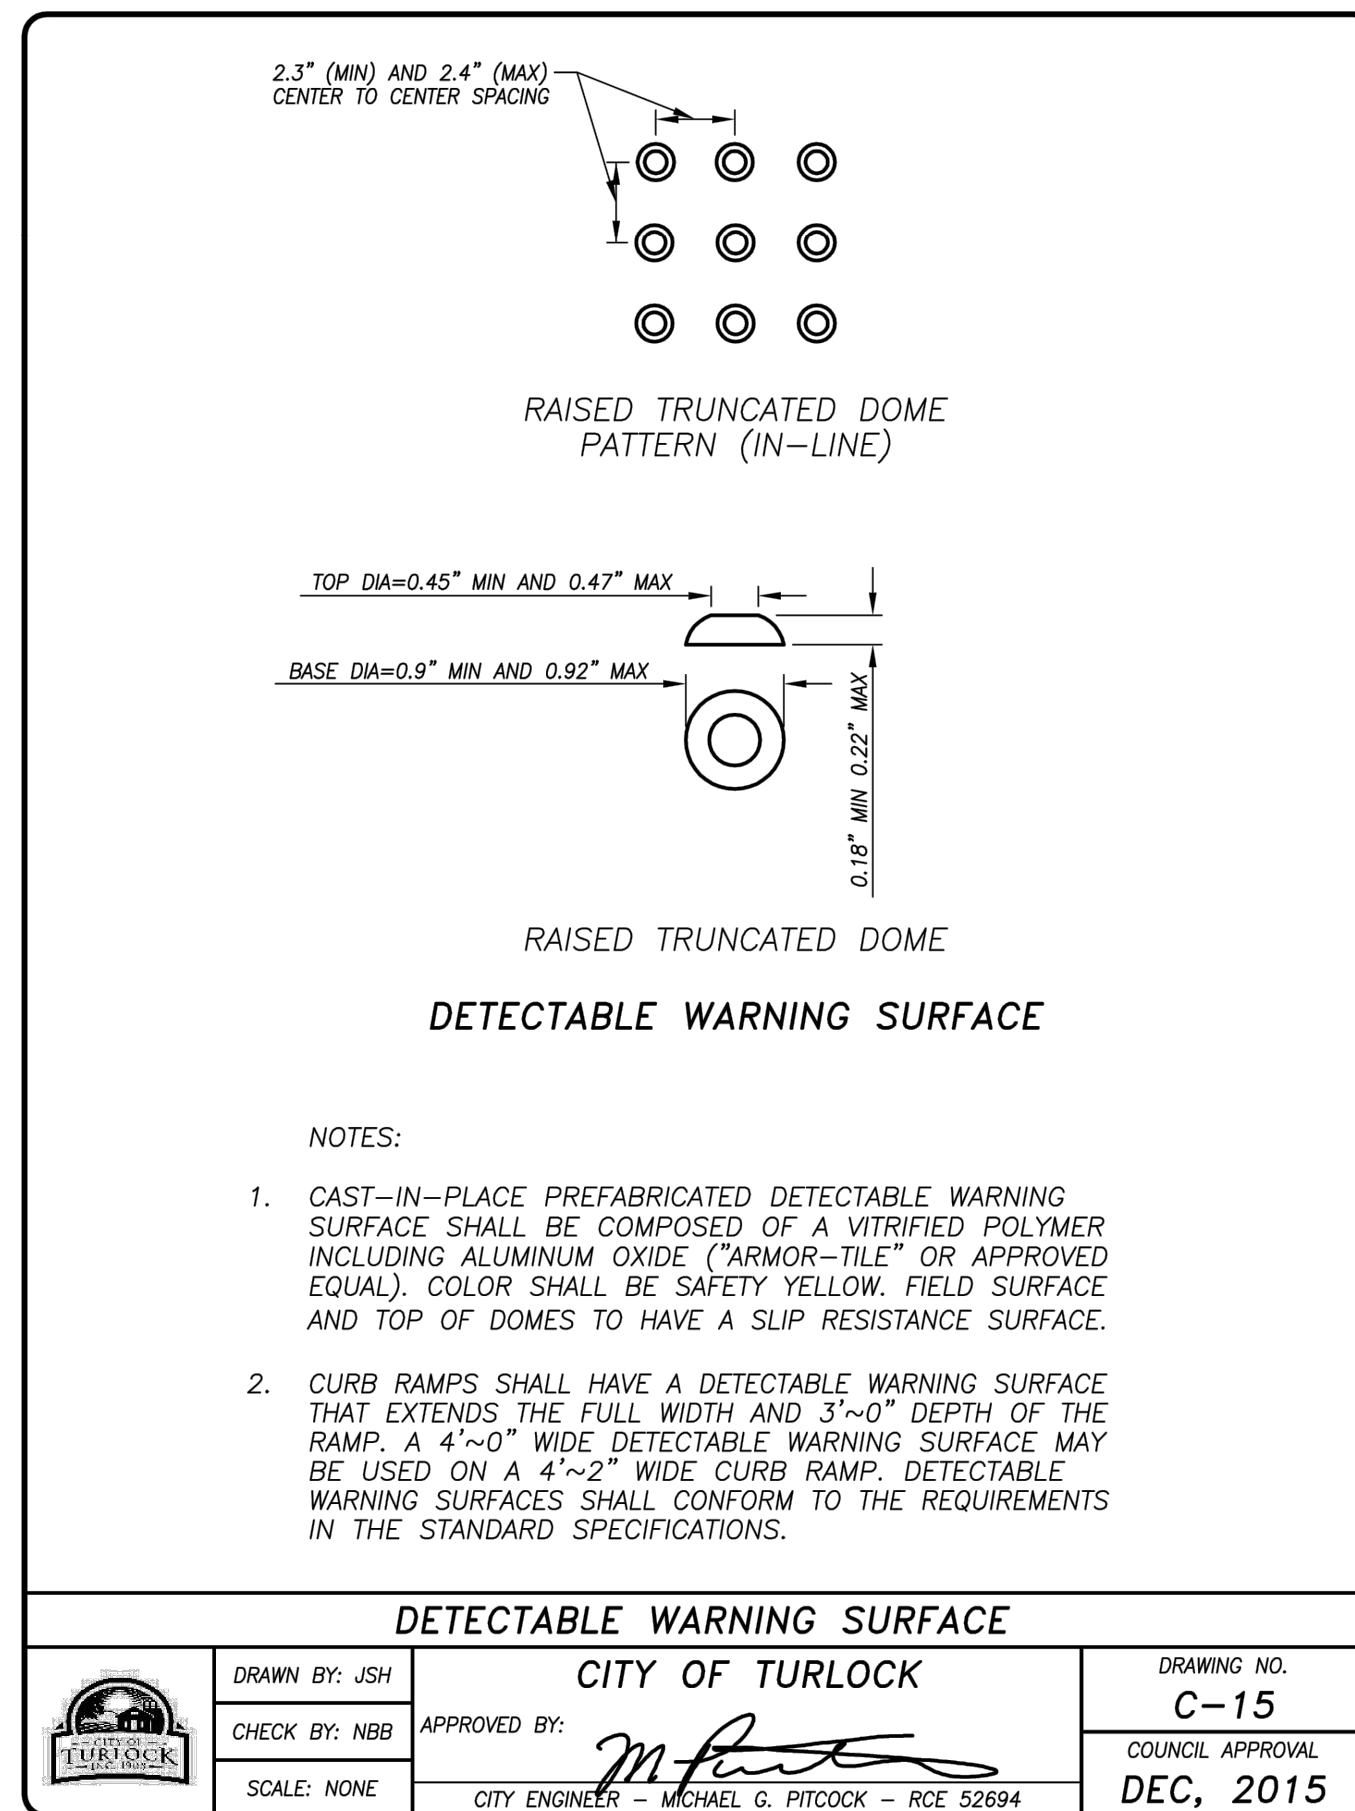 2.3" (MIN) AND 2.4" (MAX)
CENTER TO CENTER SPACING
RAISED TRUNCATED DOME
PATTERN (IN-LINE)
TOP DIA=0.45" MIN AND 0.47" MAX
BASE DIA=0.9" MIN AND 0.92" MAX
0.18" MIN 0.22" MAX
RAISED TRUNCATED DOME
DETECTABLE WARNING SURFACE
NOTES:
1. CAST-IN-PLACE PREFABRICATED DETECTABLE WARNING
SURFACE SHALL BE COMPOSED OF A VITRIFIED POLYMER
INCLUDING ALUMINUM OXIDE ("ARMOR-TILE" OR APPROVED
EQUAL). COLOR SHALL BE SAFETY YELLOW. FIELD SURFACE
AND TOP OF DOMES TO HAVE A SLIP RESISTANCE SURFACE.
2. CURB RAMPS SHALL HAVE A DETECTABLE WARNING SURFACE
THAT EXTENDS THE FULL WIDTH AND 3'~0" DEPTH OF THE
RAMP. A 4'~0" WIDE DETECTABLE WARNING SURFACE MAY
BE USED ON A 4'~2" WIDE CURB RAMP. DETECTABLE
WARNING SURFACES SHALL CONFORM TO THE REQUIREMENTS
IN THE STANDARD SPECIFICATIONS.
DETECTABLE WARNING SURFACE
CITY OF
TURLOCK
INC. 1908
DRAWN BY: JSH
CHECK BY: NBB
SCALE: NONE
CITY OF TURLOCK
APPROVED BY:
CITY ENGINEER - MICHAEL G. PITCOCK - RCE 52694
DRAWING NO.
C-15
COUNCIL APPROVAL
DEC, 2015